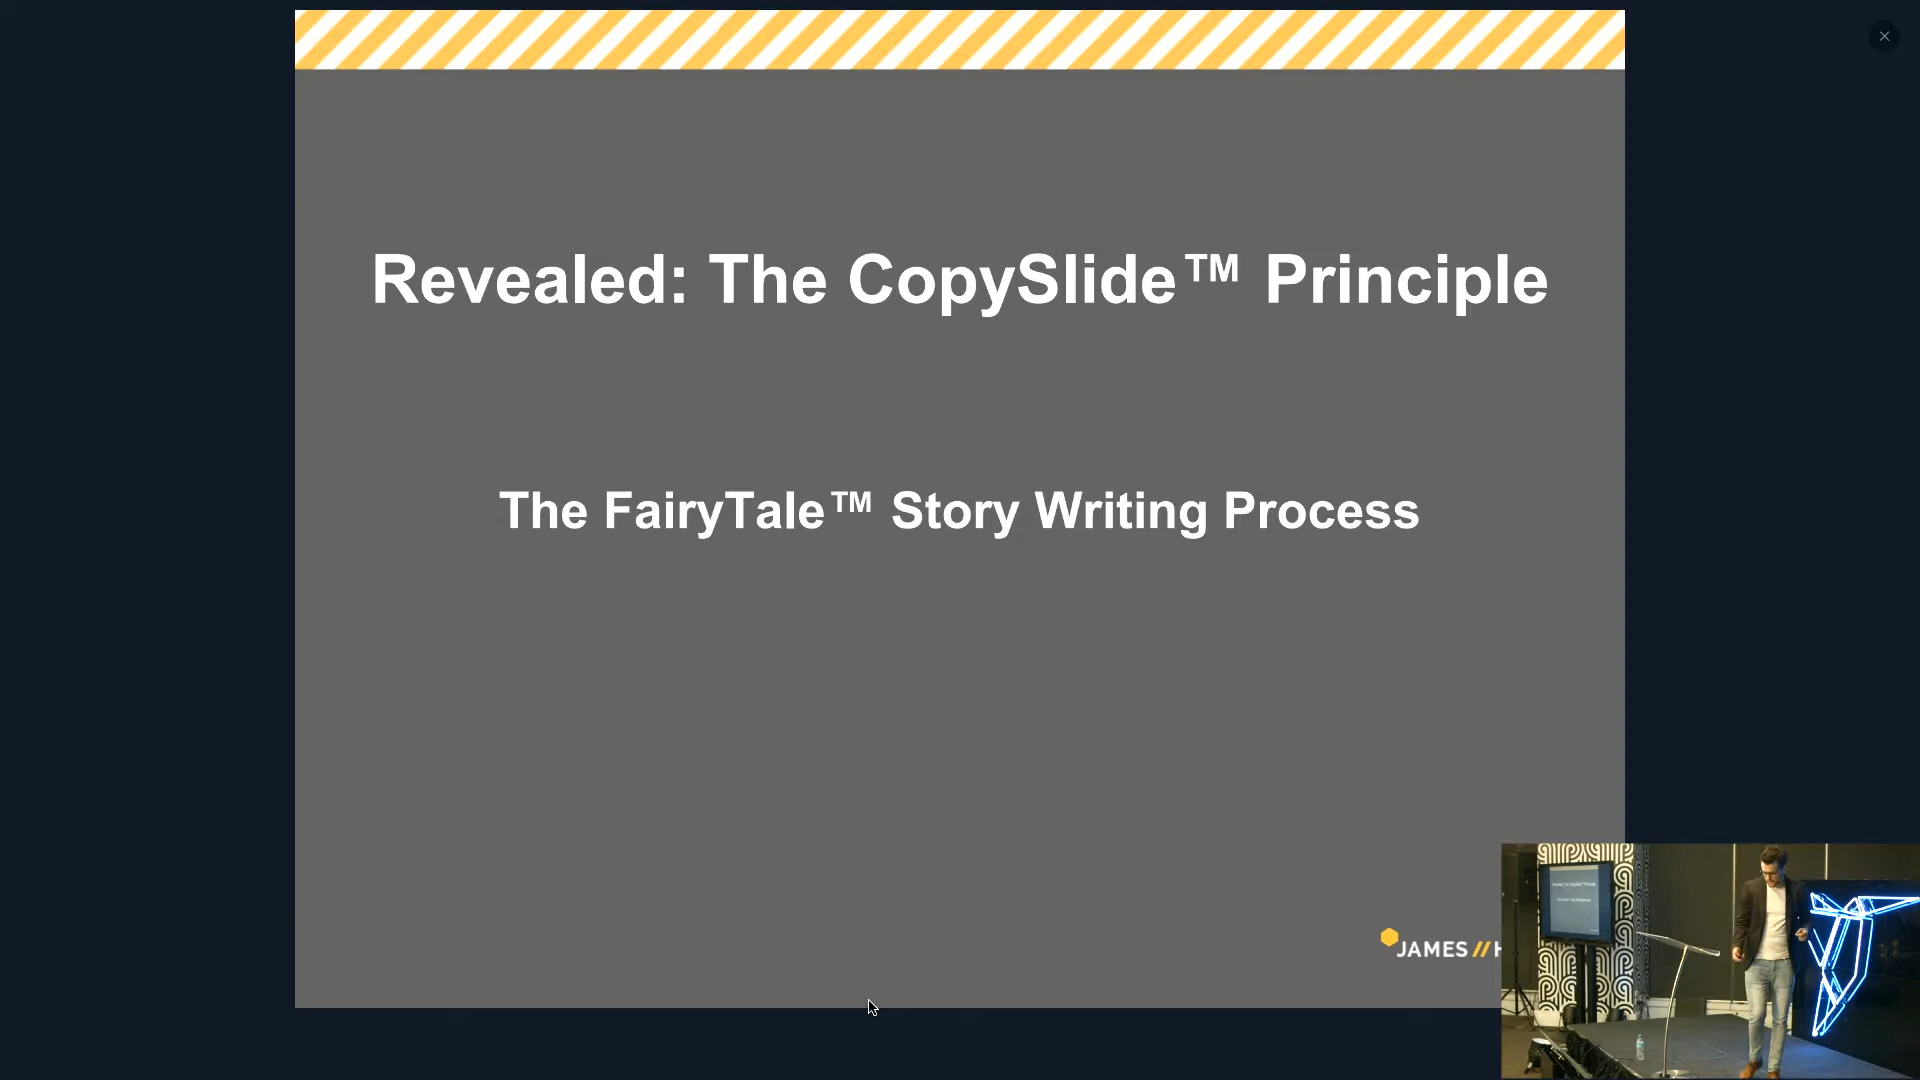 Revealed: The CopySlide™ Principle
The FairyTale™ Story Writing Process
JAMES // H